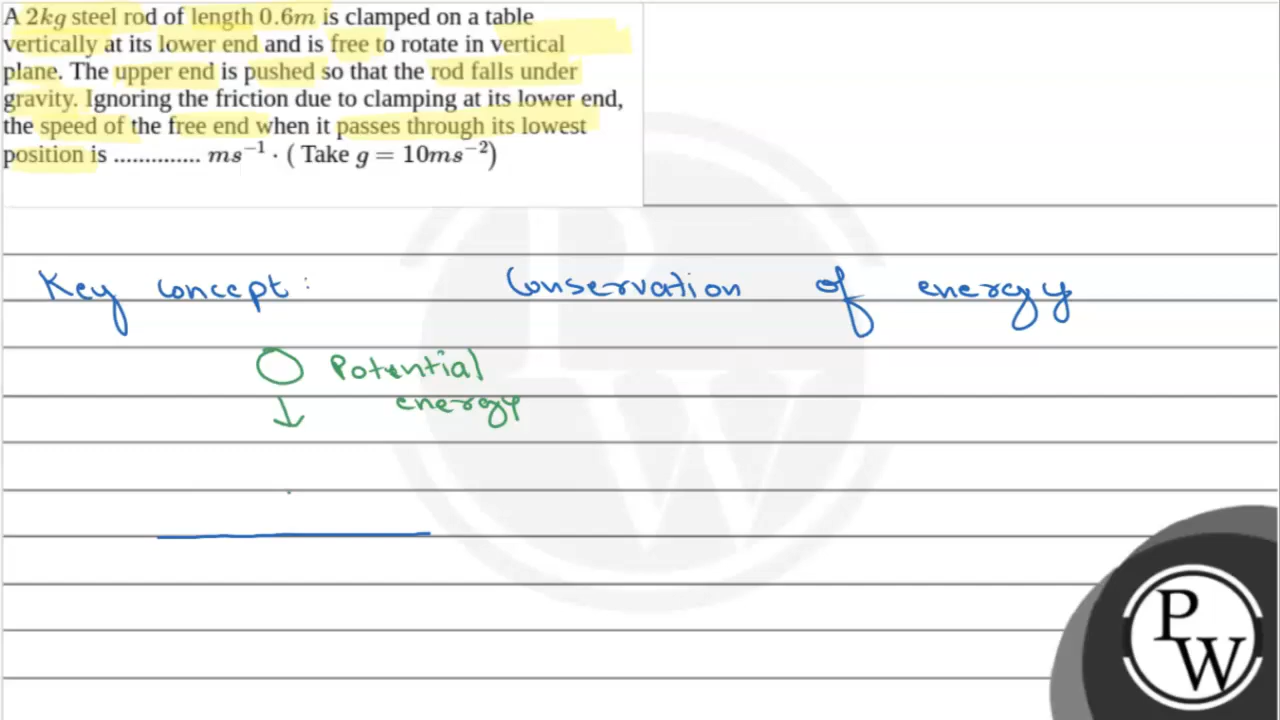 A 2kg steel rod of length 0.6m is clamped on a table
vertically at its lower end and is free to rotate in vertical
plane. The upper end is pushed so that the rod falls under
gravity. Ignoring the friction due to clamping at its lower end,
the speed of the free end when it passes through its lowest
position is .............. ms⁻¹ · ( Take g = 10ms⁻²)
Key concept : Conservation of energy
Potential
energy
PW
PW